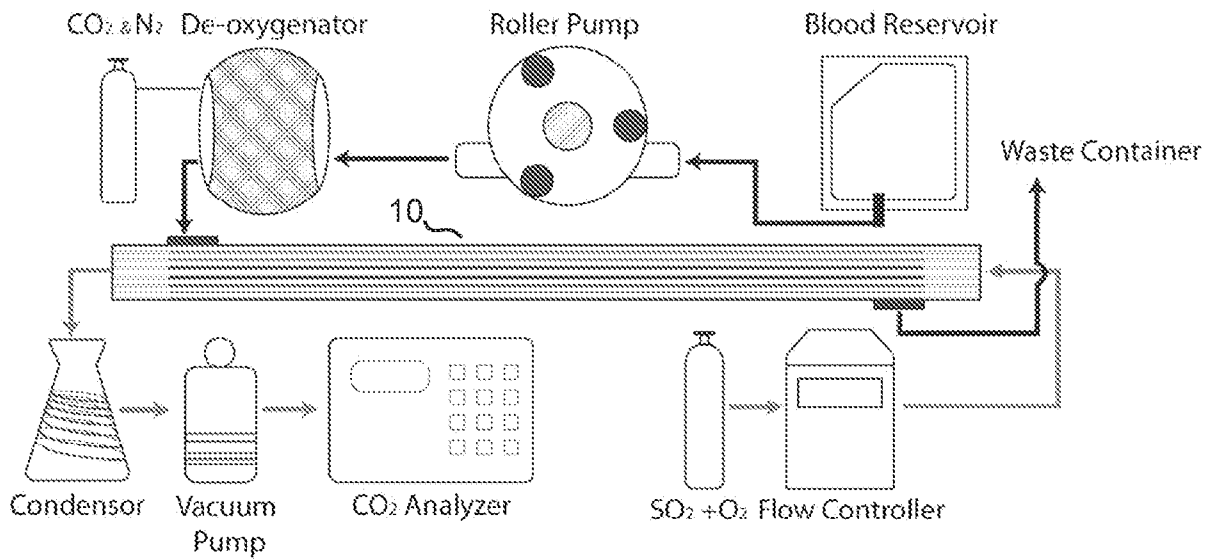 CO2 & N2 De-oxygenator
Roller Pump
Blood Reservoir
Waste Container
10
Condensor
Vacuum
Pump
CO2 Analyzer
SO2 +O2 Flow Controller